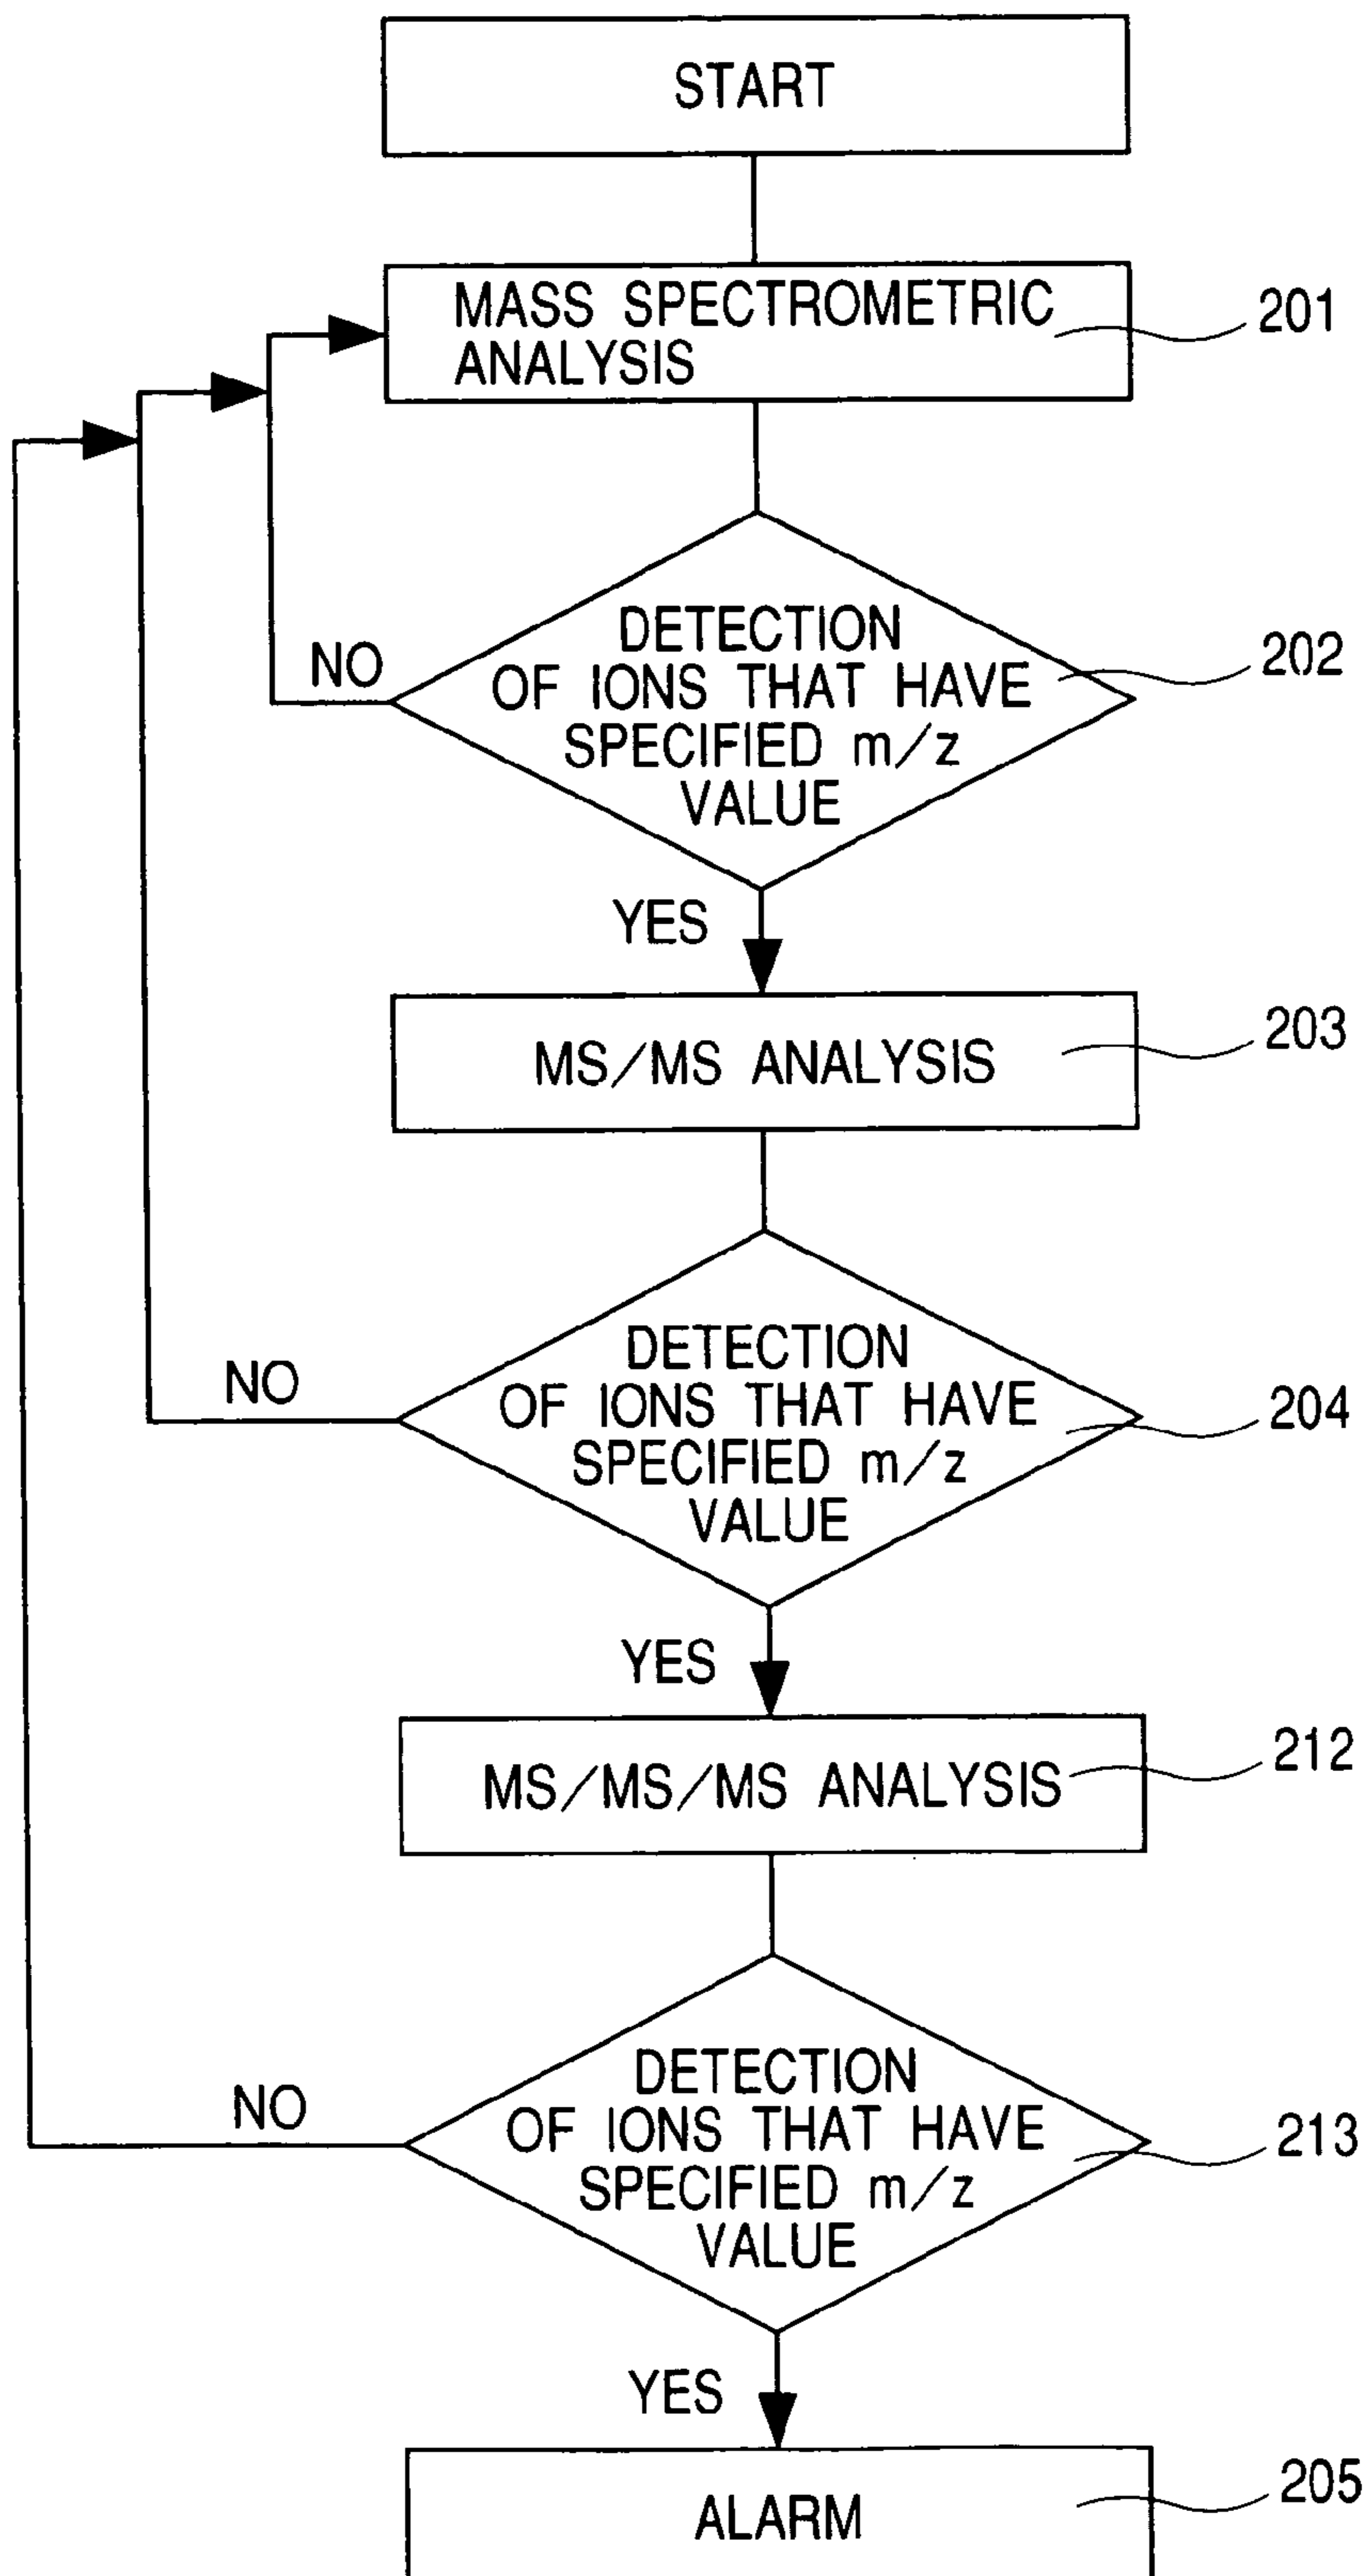 START
MASS SPECTROMETRIC
ANALYSIS
201
DETECTION
OF IONS THAT HAVE
SPECIFIED m/z
VALUE
202
NO
YES
MS/MS ANALYSIS
203
DETECTION
OF IONS THAT HAVE
SPECIFIED m/z
VALUE
204
NO
YES
MS/MS/MS ANALYSIS
212
DETECTION
OF IONS THAT HAVE
SPECIFIED m/z
VALUE
213
NO
YES
ALARM
205